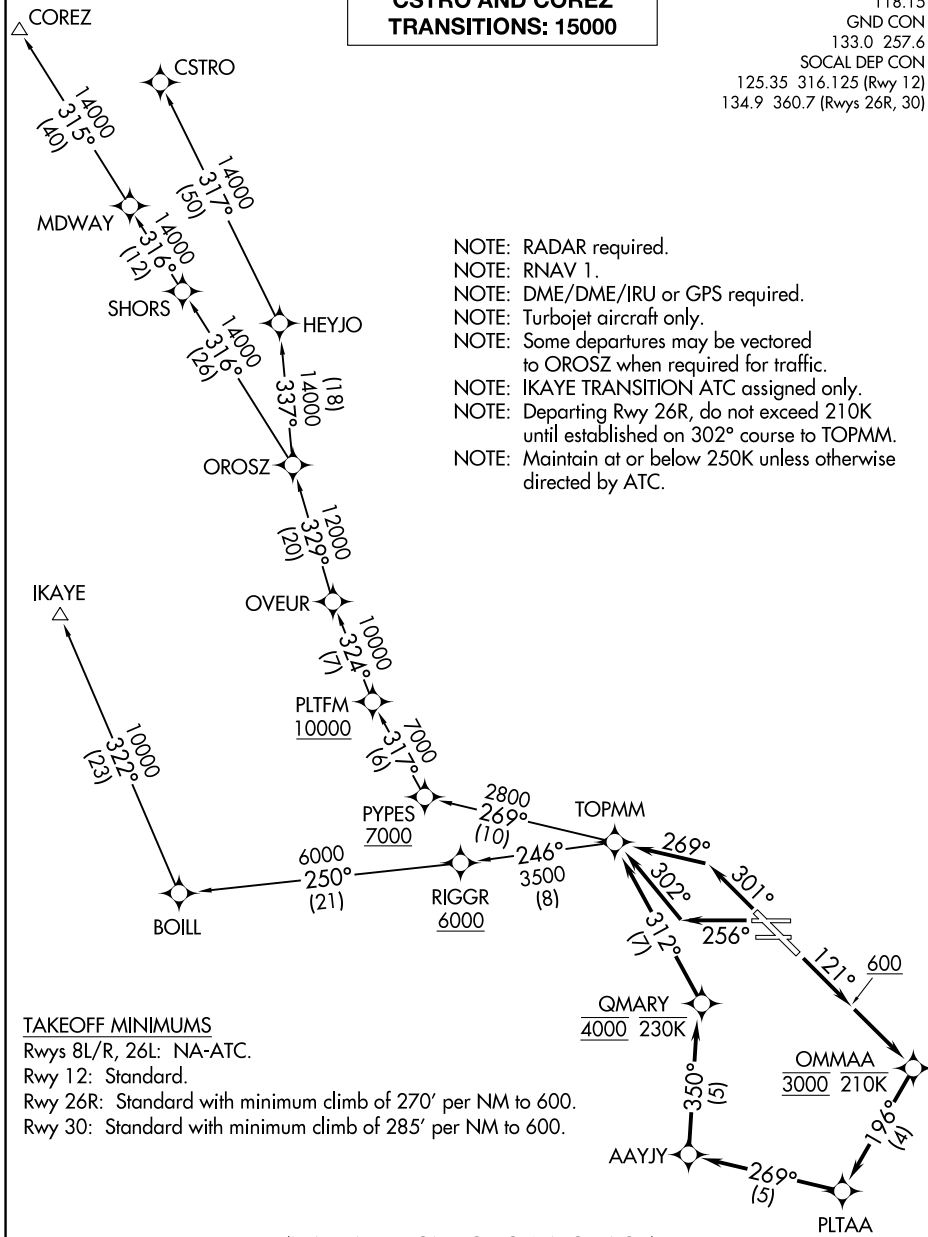 CSTRO AND COREZ
TRANSITIONS: 15000
118.15
GND CON
133.0 257.6
SOCAL DEP CON
125.35 316.125 (Rwy 12)
134.9 360.7 (Rwys 26R, 30)
COREZ
CSTRO
14000
315°
(40)
14000
317°
(50)
MDWAY
14000
316°
(12)
SHORS
HEYJO
14000
316°
(26)
(18)
14000
337°
NOTE: RADAR required.
NOTE: RNAV 1.
NOTE: DME/DME/IRU or GPS required.
NOTE: Turbojet aircraft only.
NOTE: Some departures may be vectored
to OROSZ when required for traffic.
NOTE: IKAYE TRANSITION ATC assigned only.
NOTE: Departing Rwy 26R, do not exceed 210K
until established on 302° course to TOPMM.
NOTE: Maintain at or below 250K unless otherwise
directed by ATC.
OROSZ
12000
329°
(20)
IKAYE
OVEUR
10000
324°
(7)
PLTFM
10000
10000
322°
(23)
7000
317°
(6)
PYPES
7000
2800
269°
(10)
TOPMM
6000
250°
(21)
RIGGR
6000
246°
3500
(8)
BOILL
269°
301°
302°
256°
312°
(7)
121°
600
QMARY
4000 230K
OMMAA
3000 210K
350°
(5)
196°
(4)
AAYJY
269°
(5)
PLTAA
TAKEOFF MINIMUMS
Rwys 8L/R, 26L: NA-ATC.
Rwy 12: Standard.
Rwy 26R: Standard with minimum climb of 270' per NM to 600.
Rwy 30: Standard with minimum climb of 285' per NM to 600.